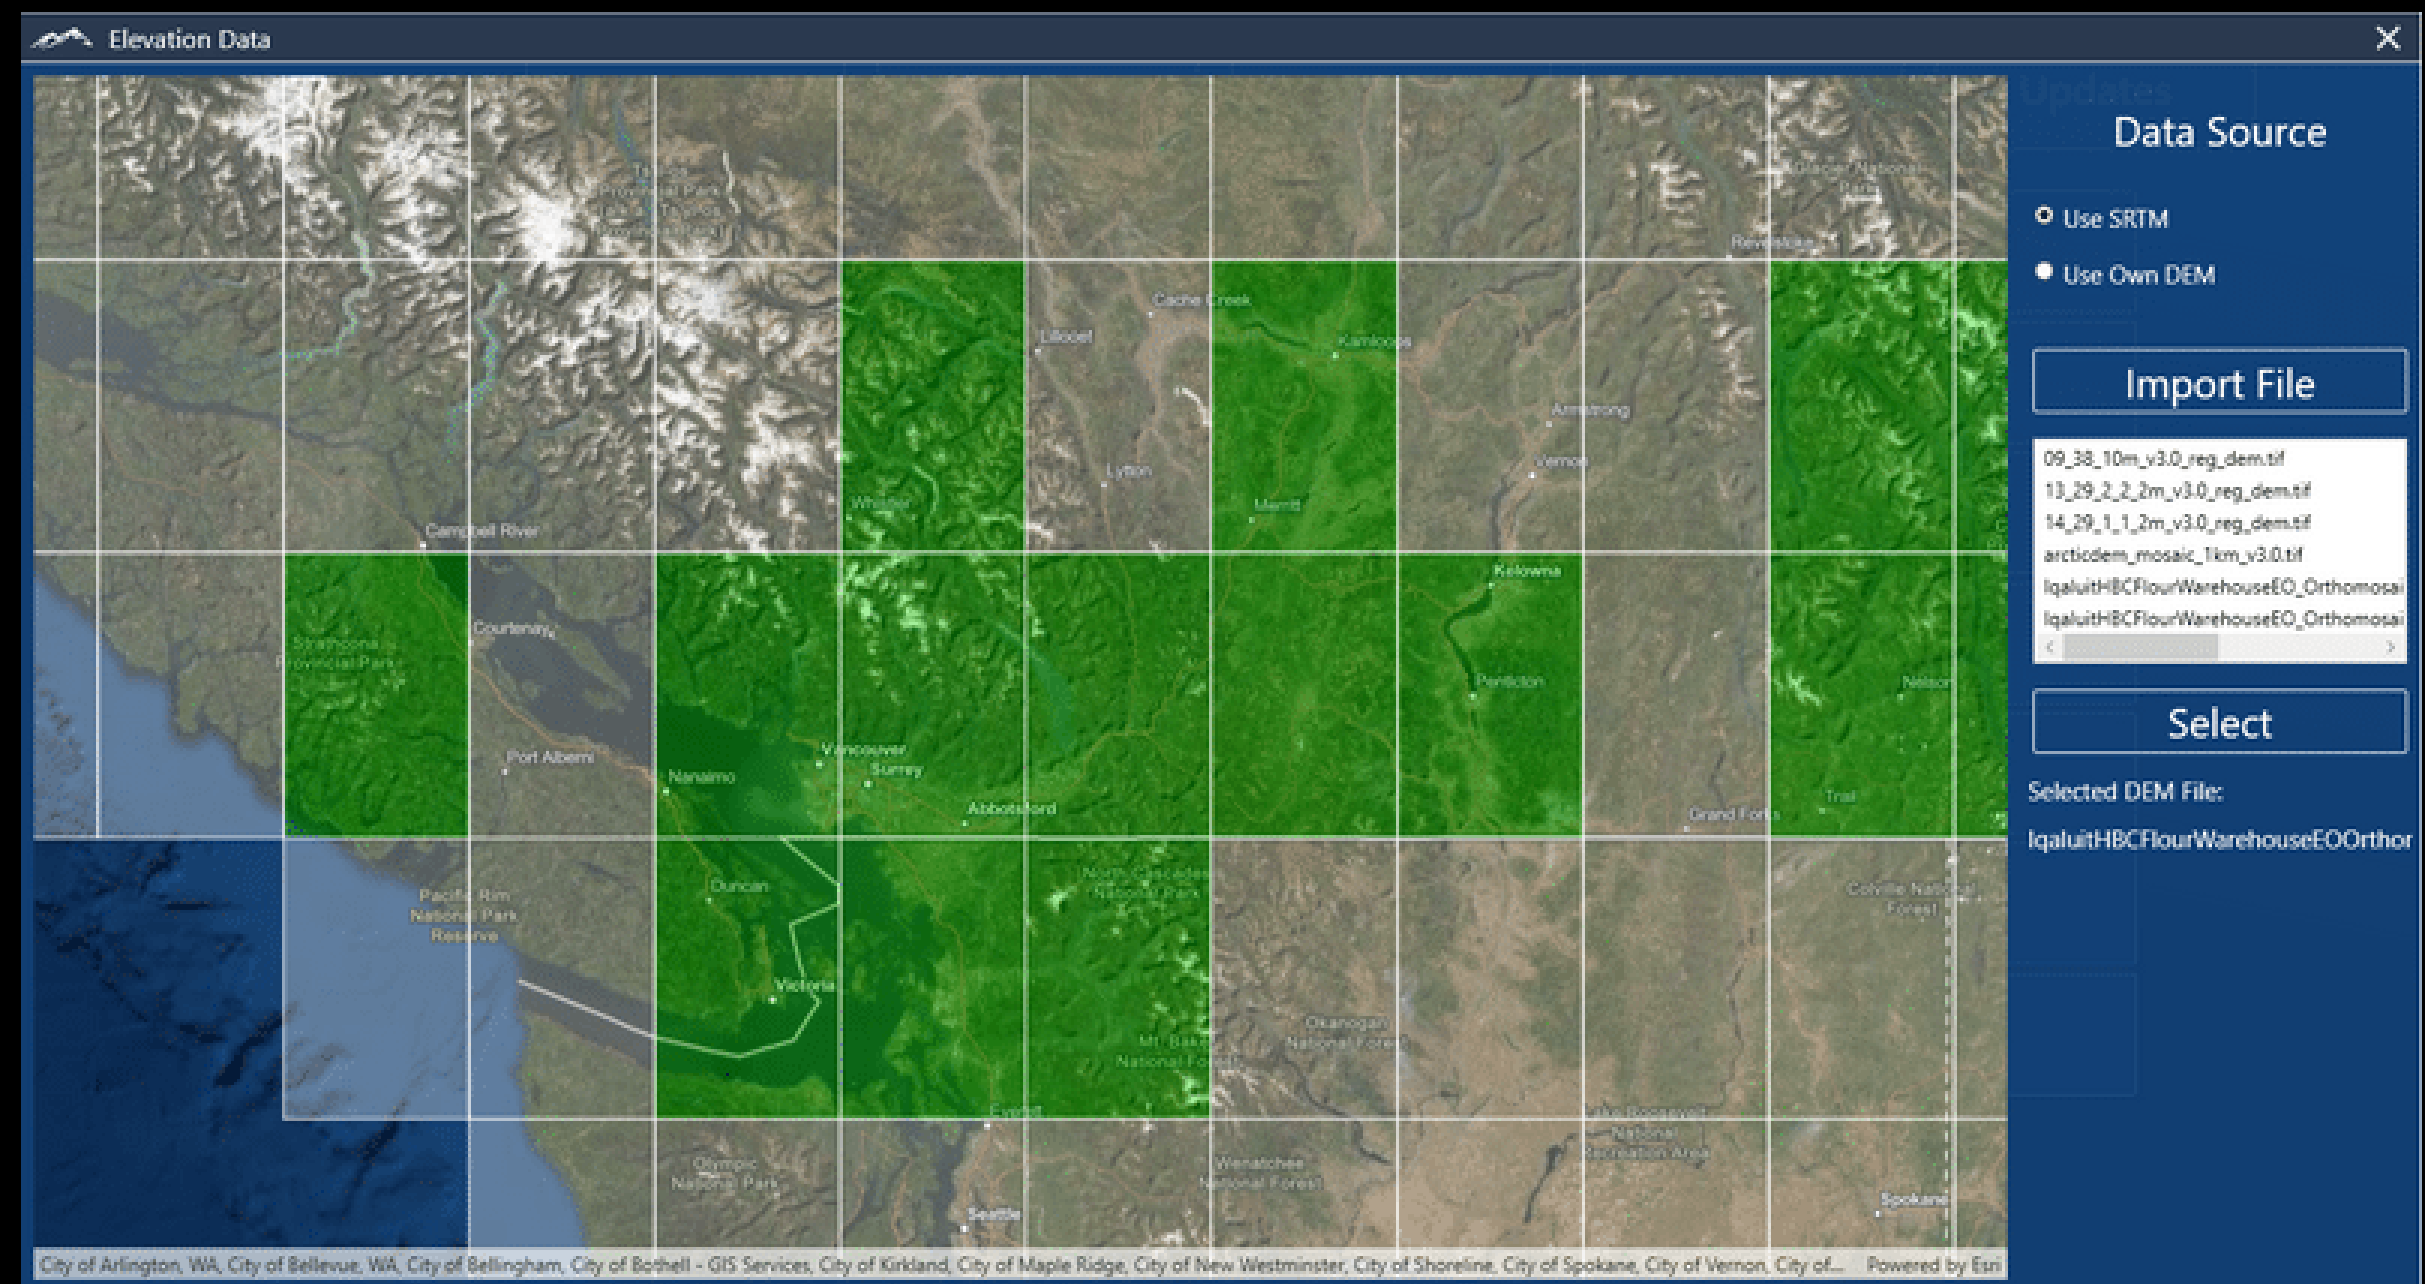 Elevation Data
Updates
Data Source
Use SRTM
Use Own DEM
Import File
09_38_10m_v3.0_reg_dem.tif
13_29_2_2_2m_v3.0_reg_dem.tif
14_29_1_1_2m_v3.0_reg_dem.tif
arcticdem_mosaic_1km_v3.0.tif
IqaluitHBCFlourWarehouseEO_Orthomosai
IqaluitHBCFlourWarehouseEO_Orthomosai
Select
Selected DEM File:
IqaluitHBCFlourWarehouseEOOrthor
Provincial Park
Glacier National
Park
Revelstoke
Cache Creek
Lillooet
Kamloops
Armstrong
Lytton
Vernon
Whistler
Merritt
Campbell River
Kelowna
Courtenay
Strathcona
Provincial Park
Penticton
Nelson
Port Alberni
Vancouver
Surrey
Nanaimo
Abbotsford
Trail
Grand Forks
Duncan
North Cascades
National Park
Colville National
Forest
Pacific Rim
National Park
Reserve
Victoria
Okanogan
National Forest
Mt. Baker
National Forest
Everett
Lake Roosevelt
National
Recreation Area
Olympic
National Park
Wenatchee
National Forest
Spokane
Seattle
City of Arlington, WA, City of Bellevue, WA, City of Bellingham, City of Bothell - GIS Services, City of Kirkland, City of Maple Ridge, City of New Westminster, City of Shoreline, City of Spokane, City of Vernon, City of...
Powered by Esri